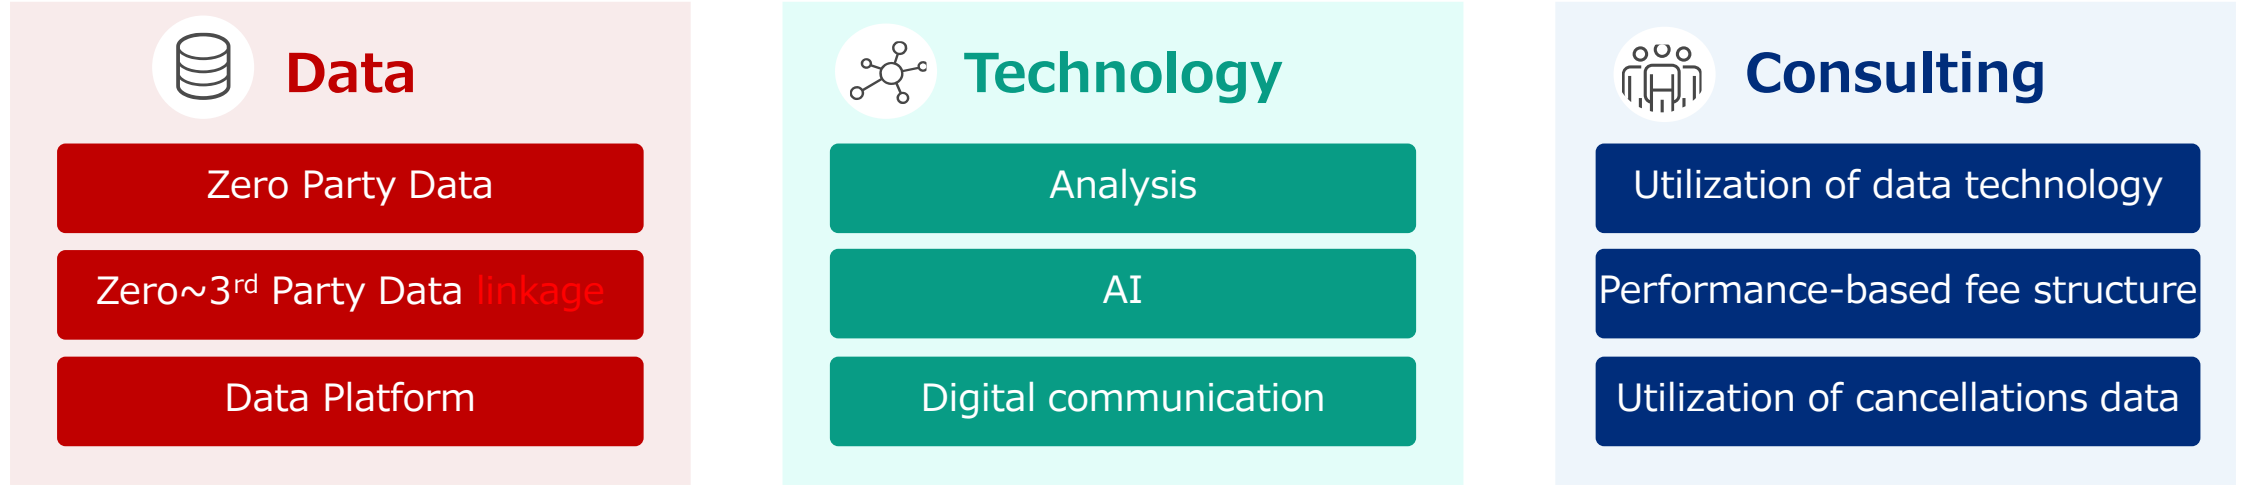 Data
Zero Party Data
Zero~3rd Party Data linkage
Data Platform
Technology
Analysis
AI
Digital communication
Consulting
Utilization of data technology
Performance-based fee structure
Utilization of cancellations data